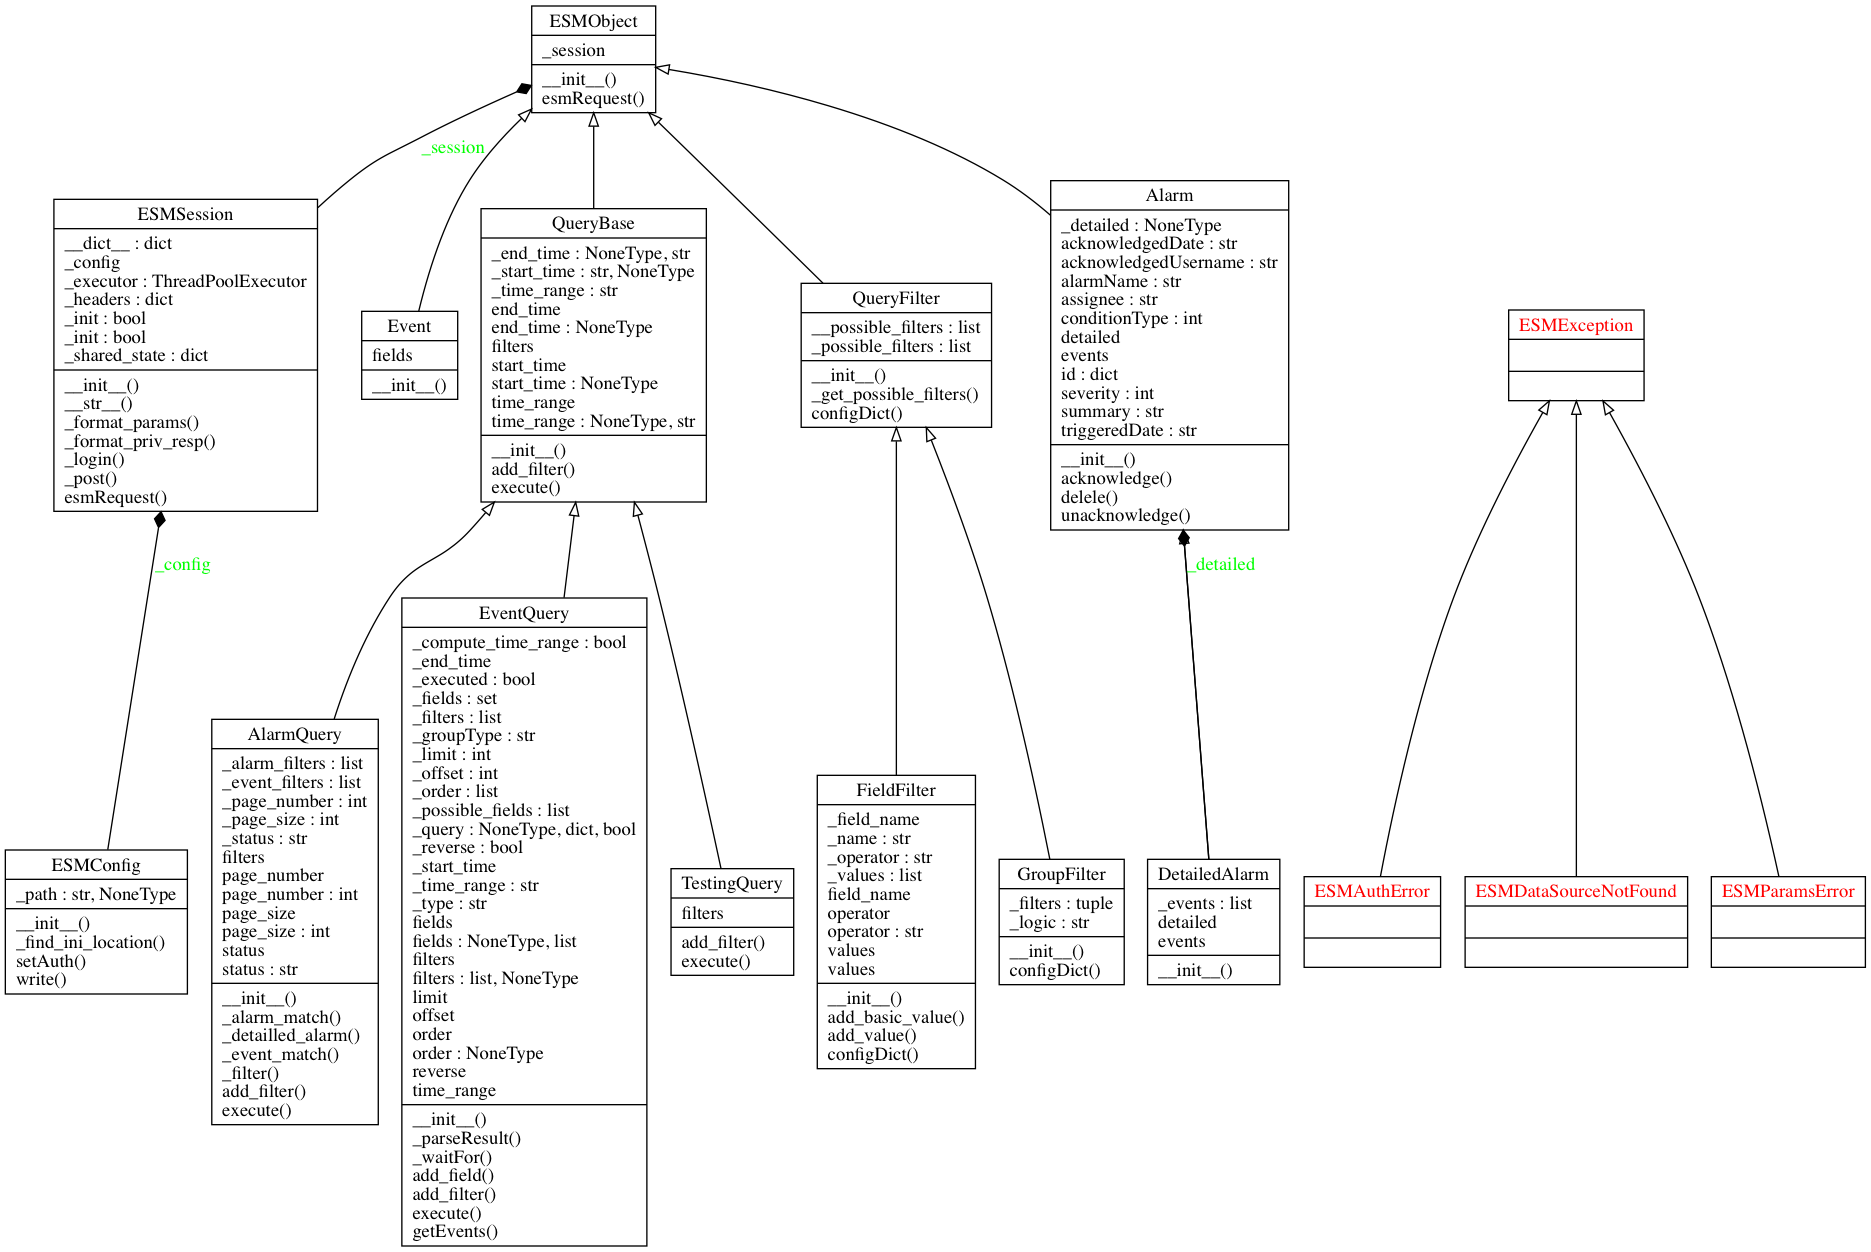 ESMObject
_session
__init__()
esmRequest()
_session
ESMSession
__dict__ : dict
_config
_executor : ThreadPoolExecutor
_headers : dict
_init : bool
_init : bool
_shared_state : dict
__init__()
__str__()
_format_params()
_format_priv_resp()
_login()
_post()
esmRequest()
Event
fields
__init__()
QueryBase
_end_time : NoneType, str
_start_time : str, NoneType
_time_range : str
end_time
end_time : NoneType
filters
start_time
start_time : NoneType
time_range
time_range : NoneType, str
__init__()
add_filter()
execute()
QueryFilter
__possible_filters : list
_possible_filters : list
__init__()
_get_possible_filters()
configDict()
Alarm
_detailed : NoneType
acknowledgedDate : str
acknowledgedUsername : str
alarmName : str
assignee : str
conditionType : int
detailed
events
id : dict
severity : int
summary : str
triggeredDate : str
__init__()
acknowledge()
delele()
unacknowledge()
ESMException
_config
_detailed
ESMConfig
_path : str, NoneType
__init__()
_find_ini_location()
setAuth()
write()
AlarmQuery
_alarm_filters : list
_event_filters : list
_page_number : int
_page_size : int
_status : str
filters
page_number
page_number : int
page_size
page_size : int
status
status : str
__init__()
_alarm_match()
_detailled_alarm()
_event_match()
_filter()
add_filter()
execute()
EventQuery
_compute_time_range : bool
_end_time
_executed : bool
_fields : set
_filters : list
_groupType : str
_limit : int
_offset : int
_order : list
_possible_fields : list
_query : NoneType, dict, bool
_reverse : bool
_start_time
_time_range : str
_type : str
fields
fields : NoneType, list
filters
filters : list, NoneType
limit
offset
order
order : NoneType
reverse
time_range
__init__()
_parseResult()
_waitFor()
add_field()
add_filter()
execute()
getEvents()
TestingQuery
filters
add_filter()
execute()
FieldFilter
_field_name
_name : str
_operator : str
_values : list
field_name
operator
operator : str
values
values
__init__()
add_basic_value()
add_value()
configDict()
GroupFilter
_filters : tuple
_logic : str
__init__()
configDict()
DetailedAlarm
_events : list
detailed
events
__init__()
ESMAuthError
ESMDataSourceNotFound
ESMParamsError